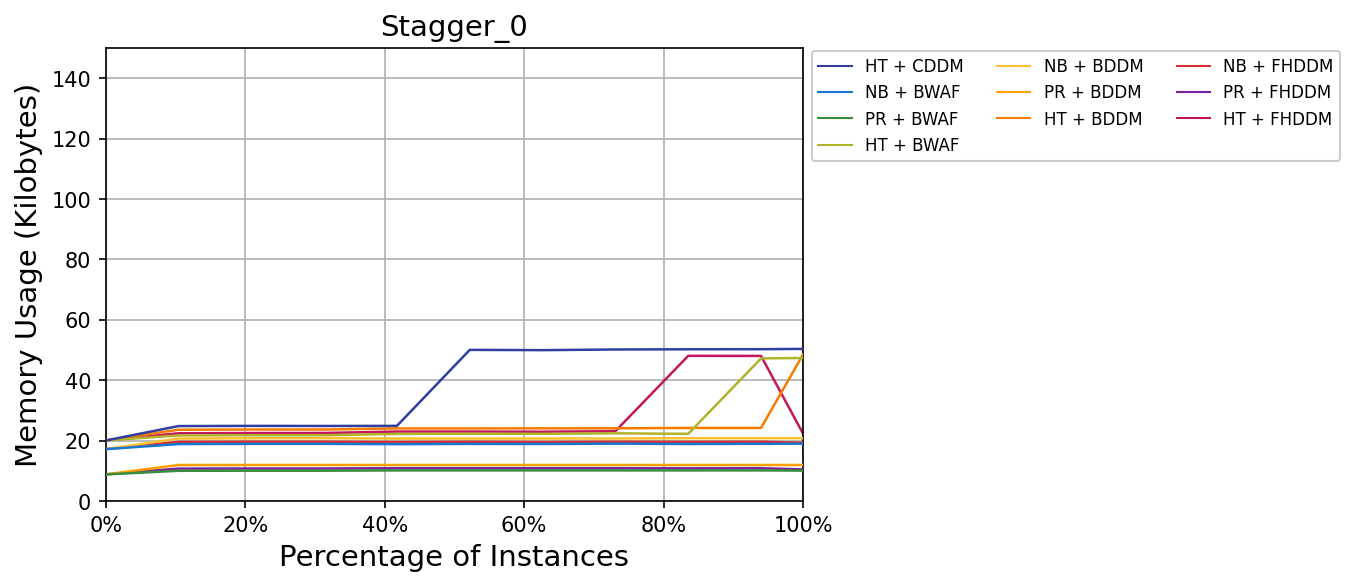 Stagger_0
Memory Usage (Kilobytes)
140
120
100
80
60
40
20
0
0%
20%
40%
60%
80%
100%
Percentage of Instances
HT + CDDM
NB + BWAF
PR + BWAF
HT + BWAF
NB + BDDM
PR + BDDM
HT + BDDM
NB + FHDDM
PR + FHDDM
HT + FHDDM